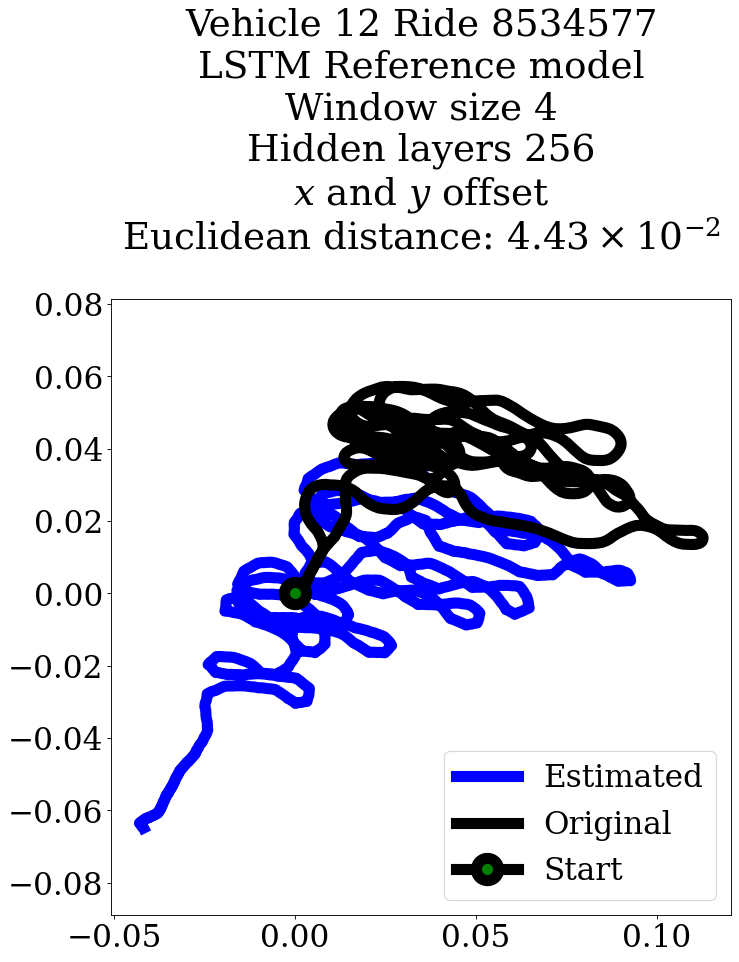 Vehicle 12 Ride 8534577
LSTM Reference model
Window size 4
Hidden layers 256
x and y offset
Euclidean distance: 4.43 × 10⁻²
0.08
0.06
0.04
0.02
0.00
−0.02
−0.04
−0.06
−0.08
Estimated
Original
Start
−0.05
0.00
0.05
0.10